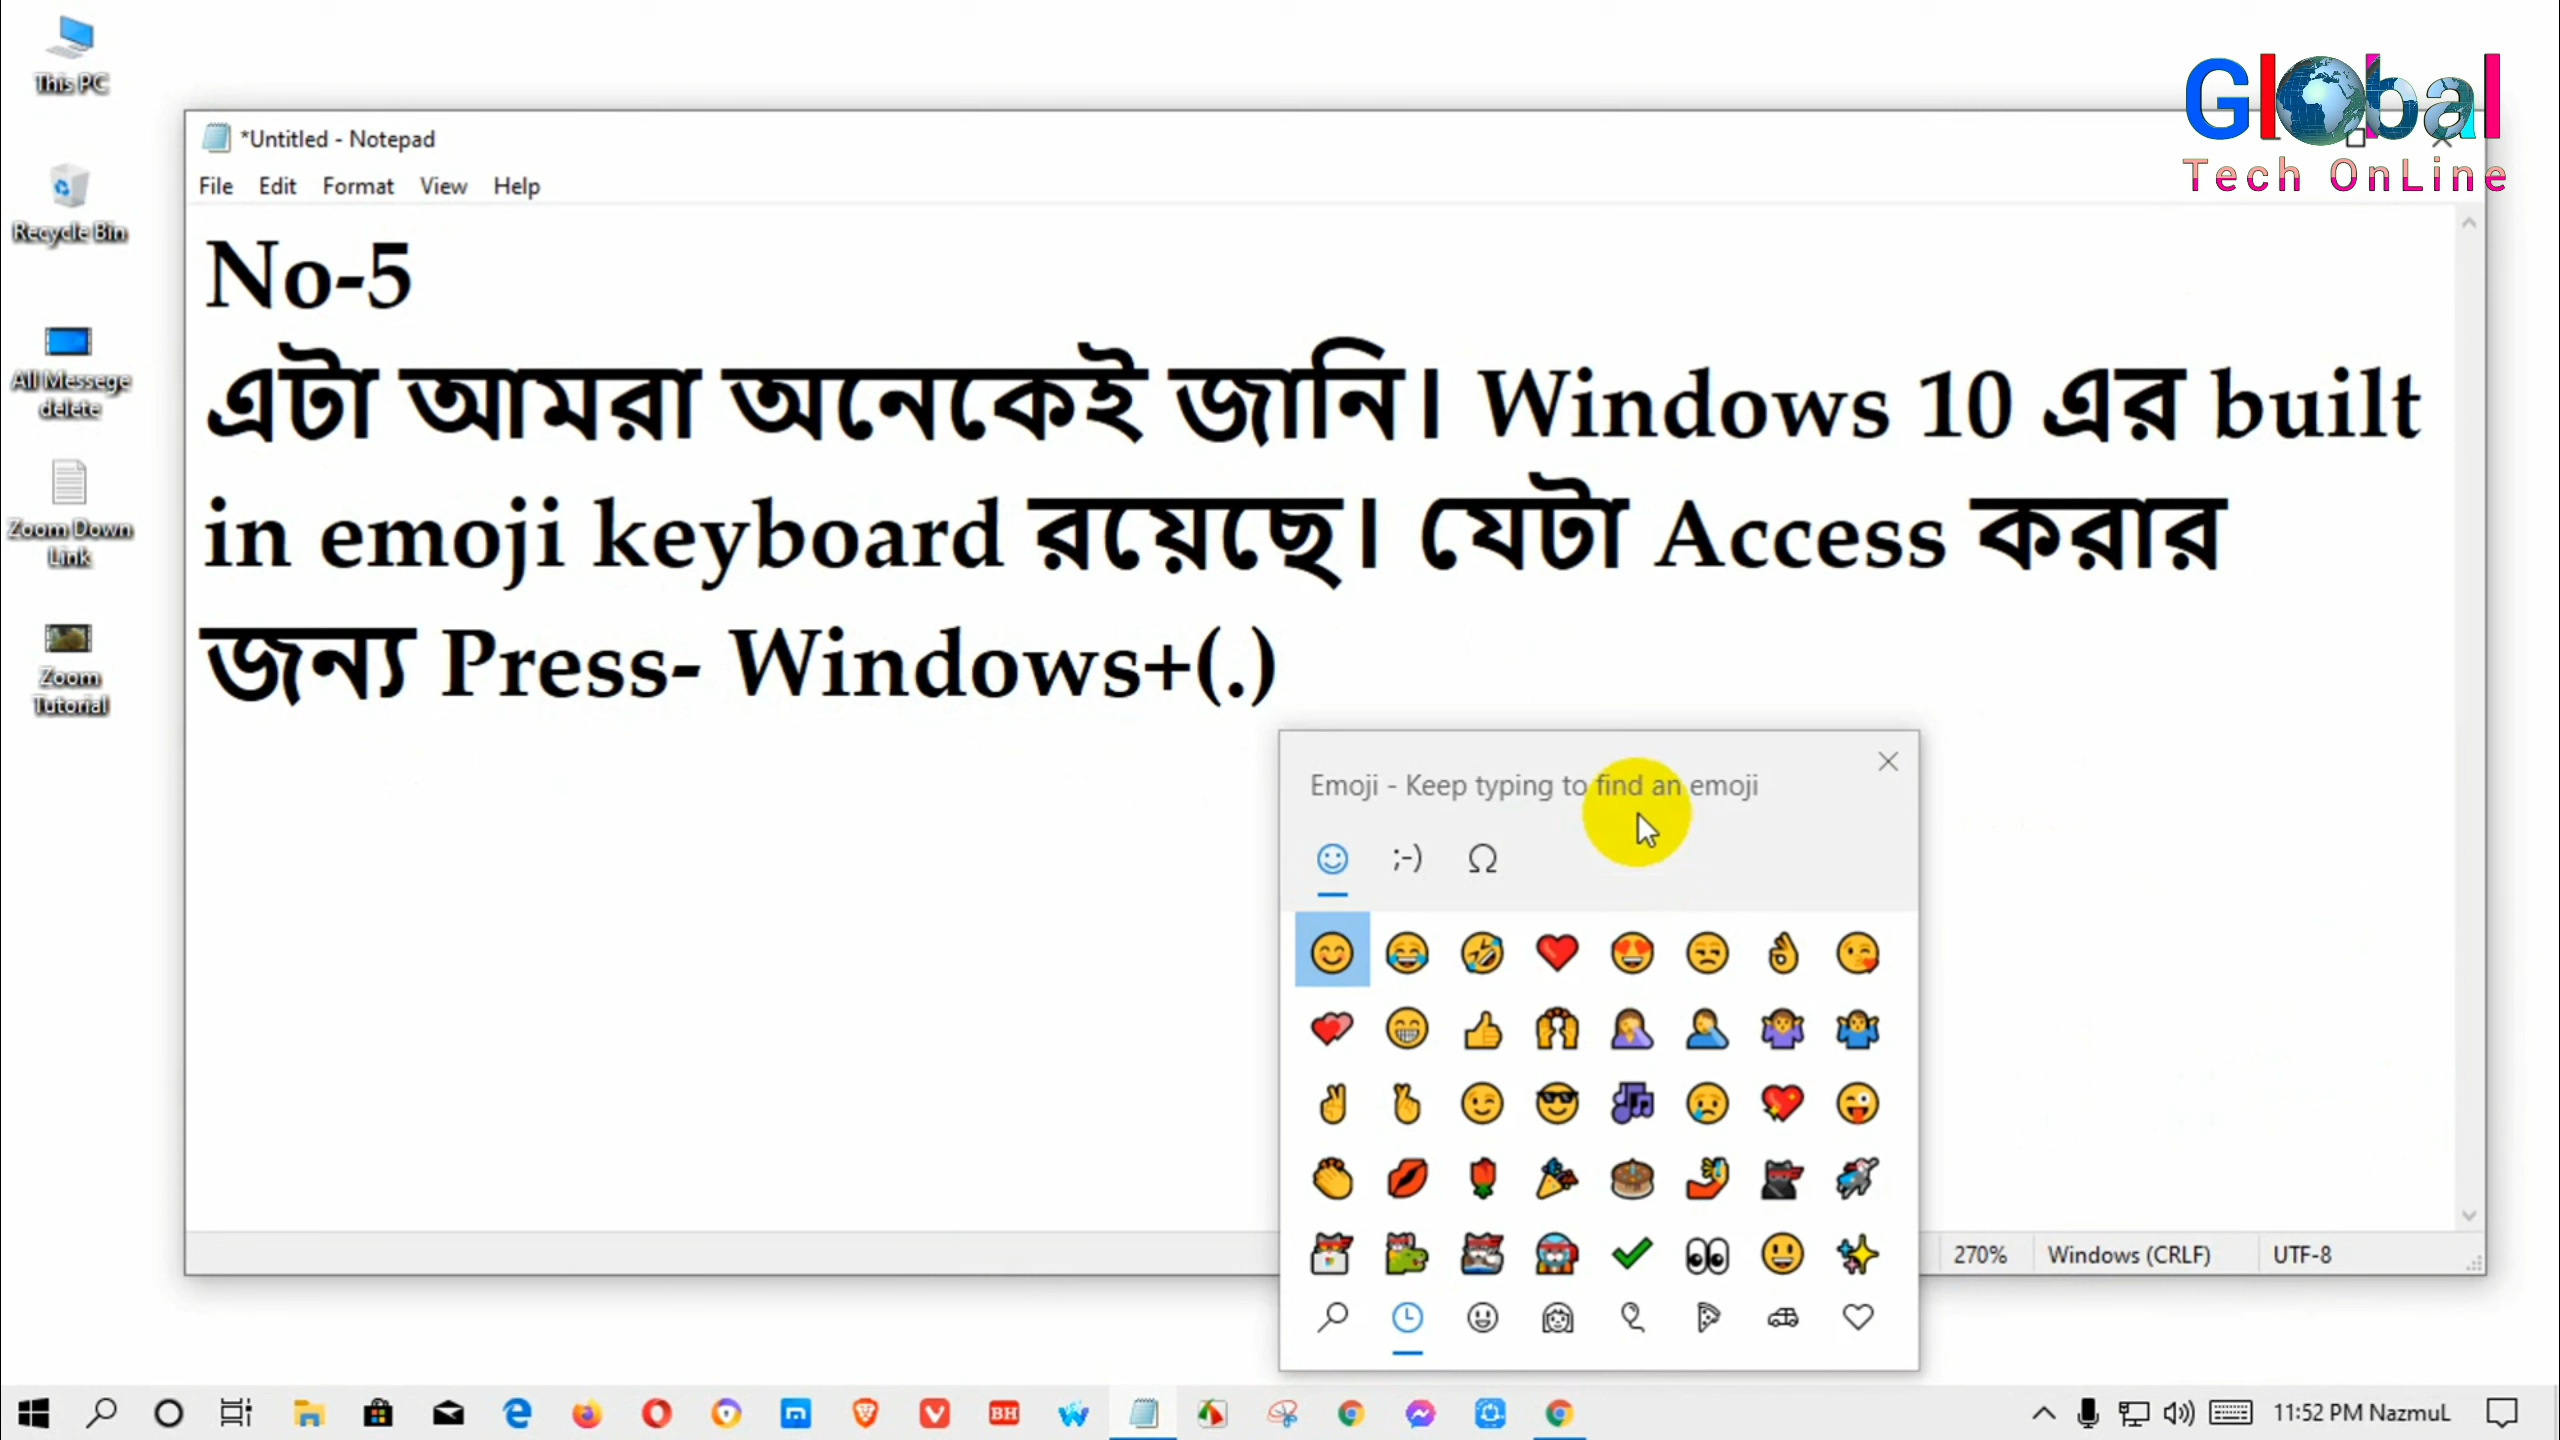 This PC
Global
Tech OnLine
*Untitled - Notepad
File Edit Format View Help
Recycle Bin
No-5
এটা আমরা অনেকেই জানি। Windows 10 এর built
in emoji keyboard রয়েছে। যেটা Access করার
জন্য Press- Windows+(.)
All Messege
delete
Zoom Down
Link
Zoom
Tutorial
Emoji - Keep typing to find an emoji
;-) Ω
270% Windows (CRLF) UTF-8
BH
11:52 PM NazmuL